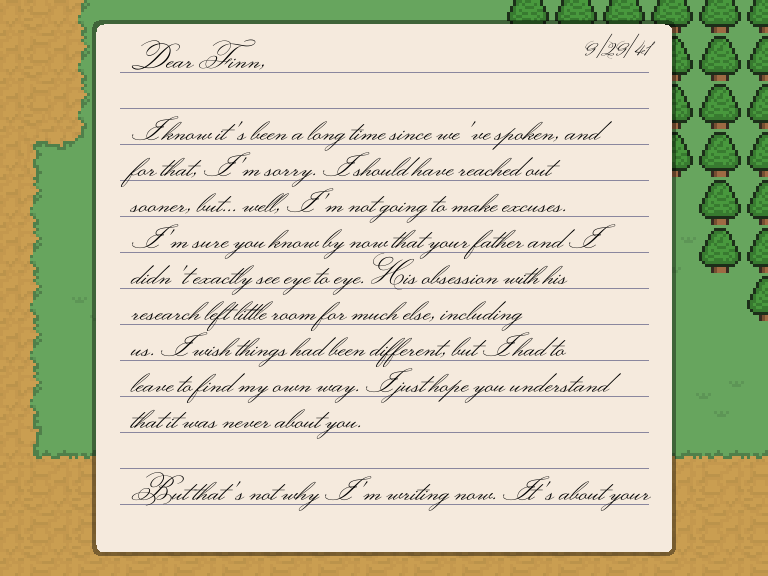 9/29/41
Dear Finn,
I know it's been a long time since we've spoken, and
for that, I'm sorry. I should have reached out
sooner, but... well, I'm not going to make excuses.
I'm sure you know by now that your father and I
didn't exactly see eye to eye. His obsession with his
research left little room for much else, including
us. I wish things had been different, but I had to
leave to find my own way. I just hope you understand
that it was never about you.
But that's not why I'm writing now. It's about your